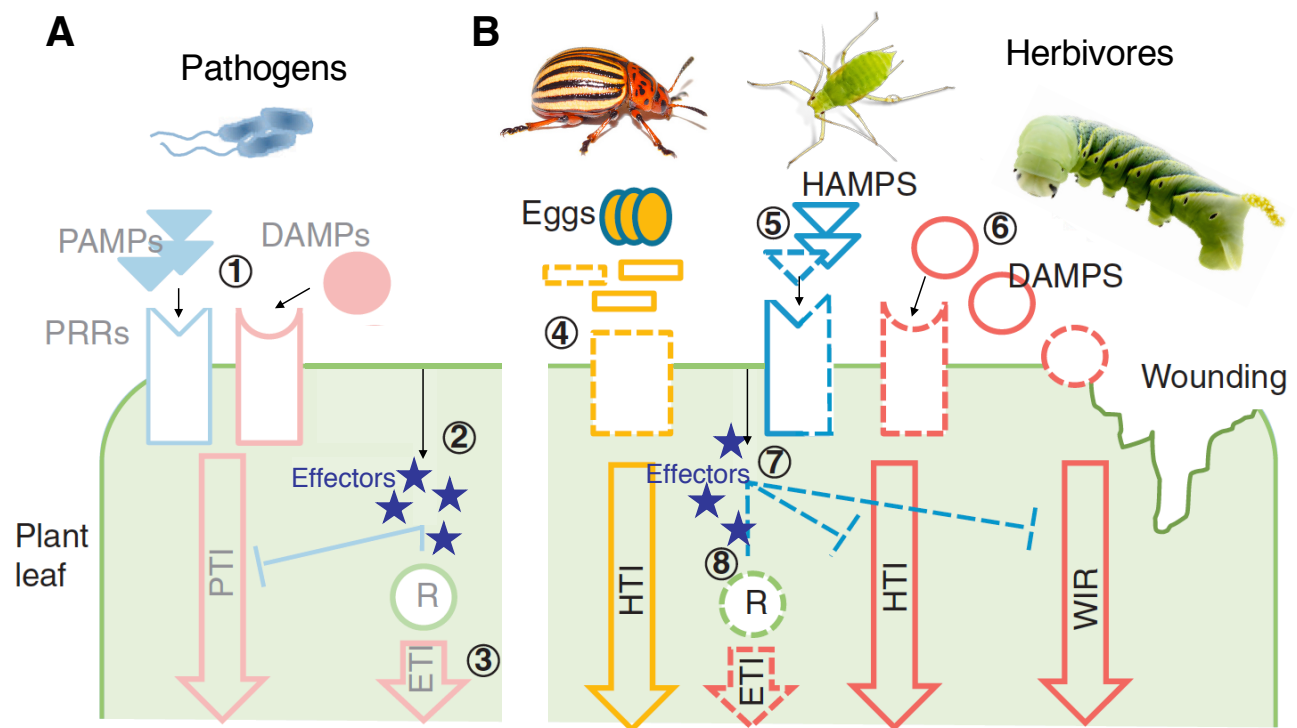 A
Pathogens
PAMPs
DAMPs
①
PRRs
②
Effectors
Plant
leaf
PTI
R
ETI
③
B
Herbivores
HAMPS
Eggs
⑤
⑥
DAMPS
④
Wounding
⑦
Effectors
⑧
HTI
R
HTI
WIR
ETI